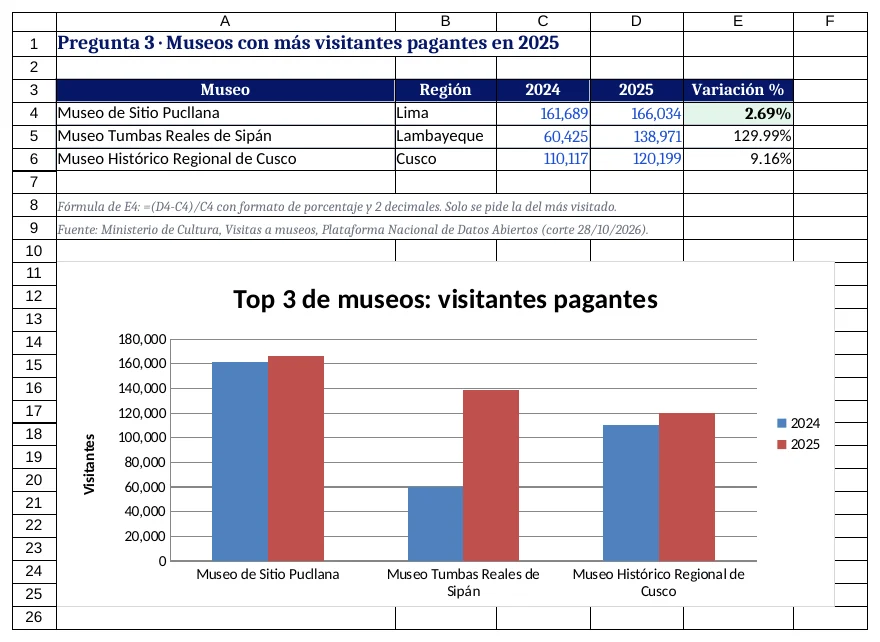 A B C D E F
1 Pregunta 3 · Museos con más visitantes pagantes en 2025
2
3 Museo Región 2024 2025 Variación %
4 Museo de Sitio Pucllana Lima 161,689 166,034 2.69%
5 Museo Tumbas Reales de Sipán Lambayeque 60,425 138,971 129.99%
6 Museo Histórico Regional de Cusco Cusco 110,117 120,199 9.16%
7
8 Fórmula de E4: =(D4-C4)/C4 con formato de porcentaje y 2 decimales. Solo se pide la del más visitado.
9 Fuente: Ministerio de Cultura, Visitas a museos, Plataforma Nacional de Datos Abiertos (corte 28/10/2026).
10
11
12
13
14
15
16
17
18
19
20
21
22
23
24
25
26
Top 3 de museos: visitantes pagantes
Visitantes
180,000
160,000
140,000
120,000
100,000
80,000
60,000
40,000
20,000
0
Museo de Sitio Pucllana
Museo Tumbas Reales de
Sipán
Museo Histórico Regional de
Cusco
2024
2025